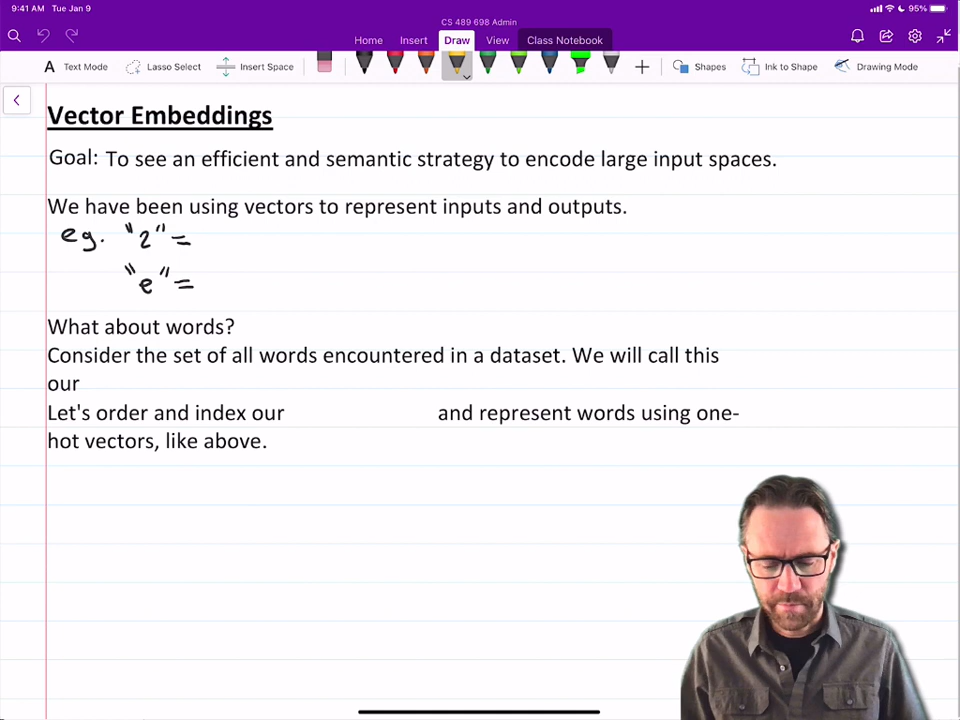 9:41 AM Tue Jan 9
95%
CS 489 698 Admin
Home Insert Draw View Class Notebook
A Text Mode Lasso Select Insert Space Shapes Ink to Shape Drawing Mode
Vector Embeddings
Goal: To see an efficient and semantic strategy to encode large input spaces.
We have been using vectors to represent inputs and outputs.
eg. "2" =
"e" =
What about words?
Consider the set of all words encountered in a dataset. We will call this
our
Let's order and index our and represent words using one-
hot vectors, like above.